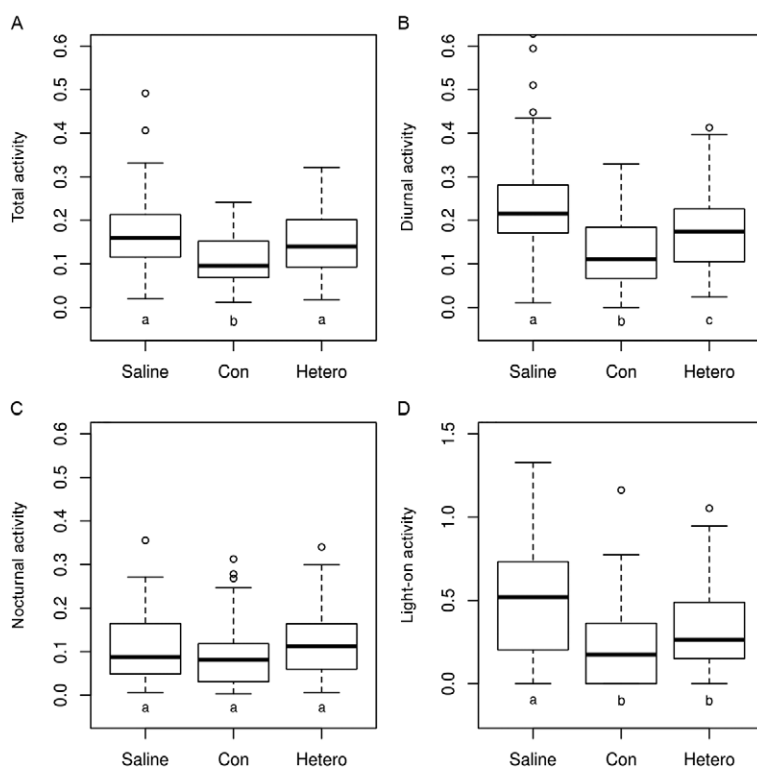 A
Total activity
0.6
0.5
0.4
0.3
0.2
0.1
0.0
a
b
a
Saline
Con
Hetero
B
Diurnal activity
0.6
0.5
0.4
0.3
0.2
0.1
0.0
a
b
c
Saline
Con
Hetero
C
Nocturnal activity
0.6
0.5
0.4
0.3
0.2
0.1
0.0
a
a
a
Saline
Con
Hetero
D
Light-on activity
1.5
1.0
0.5
0.0
a
b
b
Saline
Con
Hetero